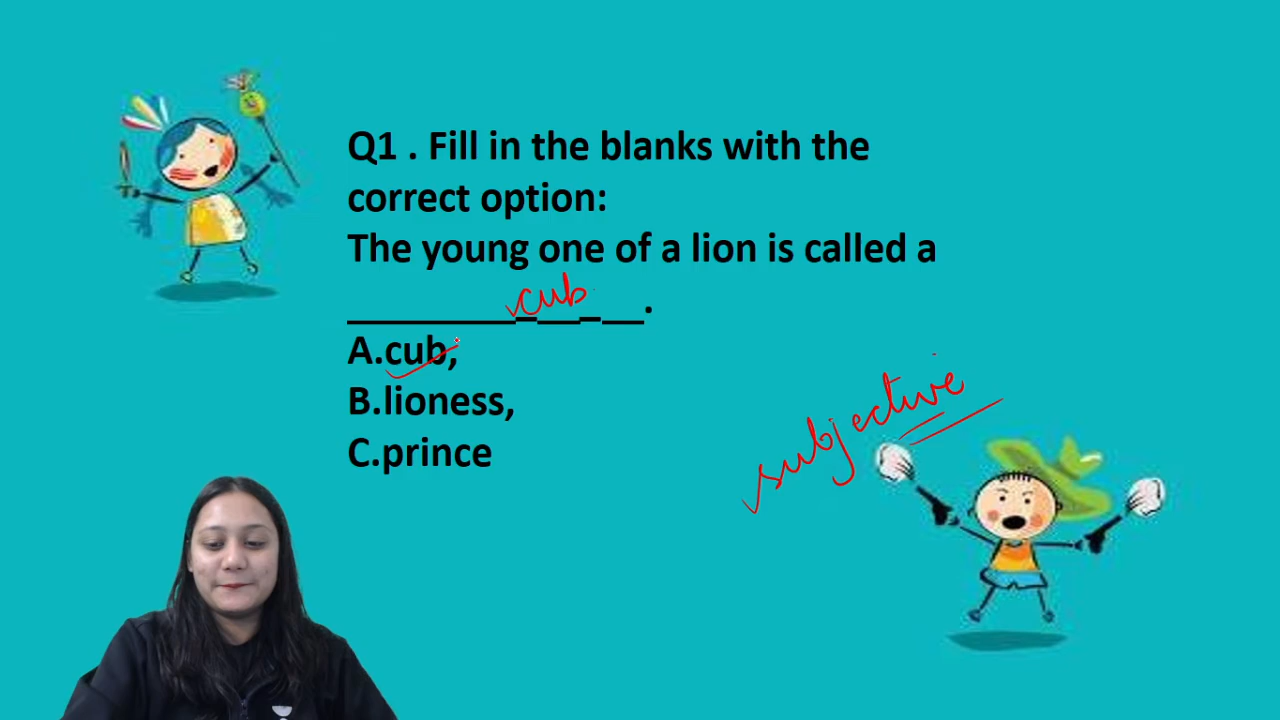 Q1 . Fill in the blanks with the
correct option:
The young one of a lion is called a
cub
_____________.
A.cub,
B.lioness,
C.prince
subjective